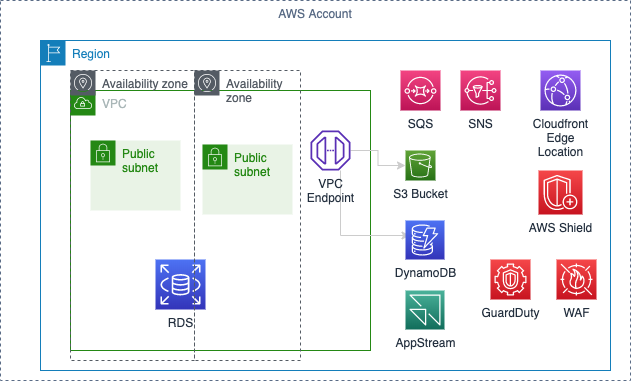 AWS Account
Region
Availability zone
Availability
zone
VPC
Public
subnet
Public
subnet
VPC
Endpoint
RDS
SQS
SNS
Cloudfront
Edge
Location
S3 Bucket
AWS Shield
DynamoDB
GuardDuty
WAF
AppStream